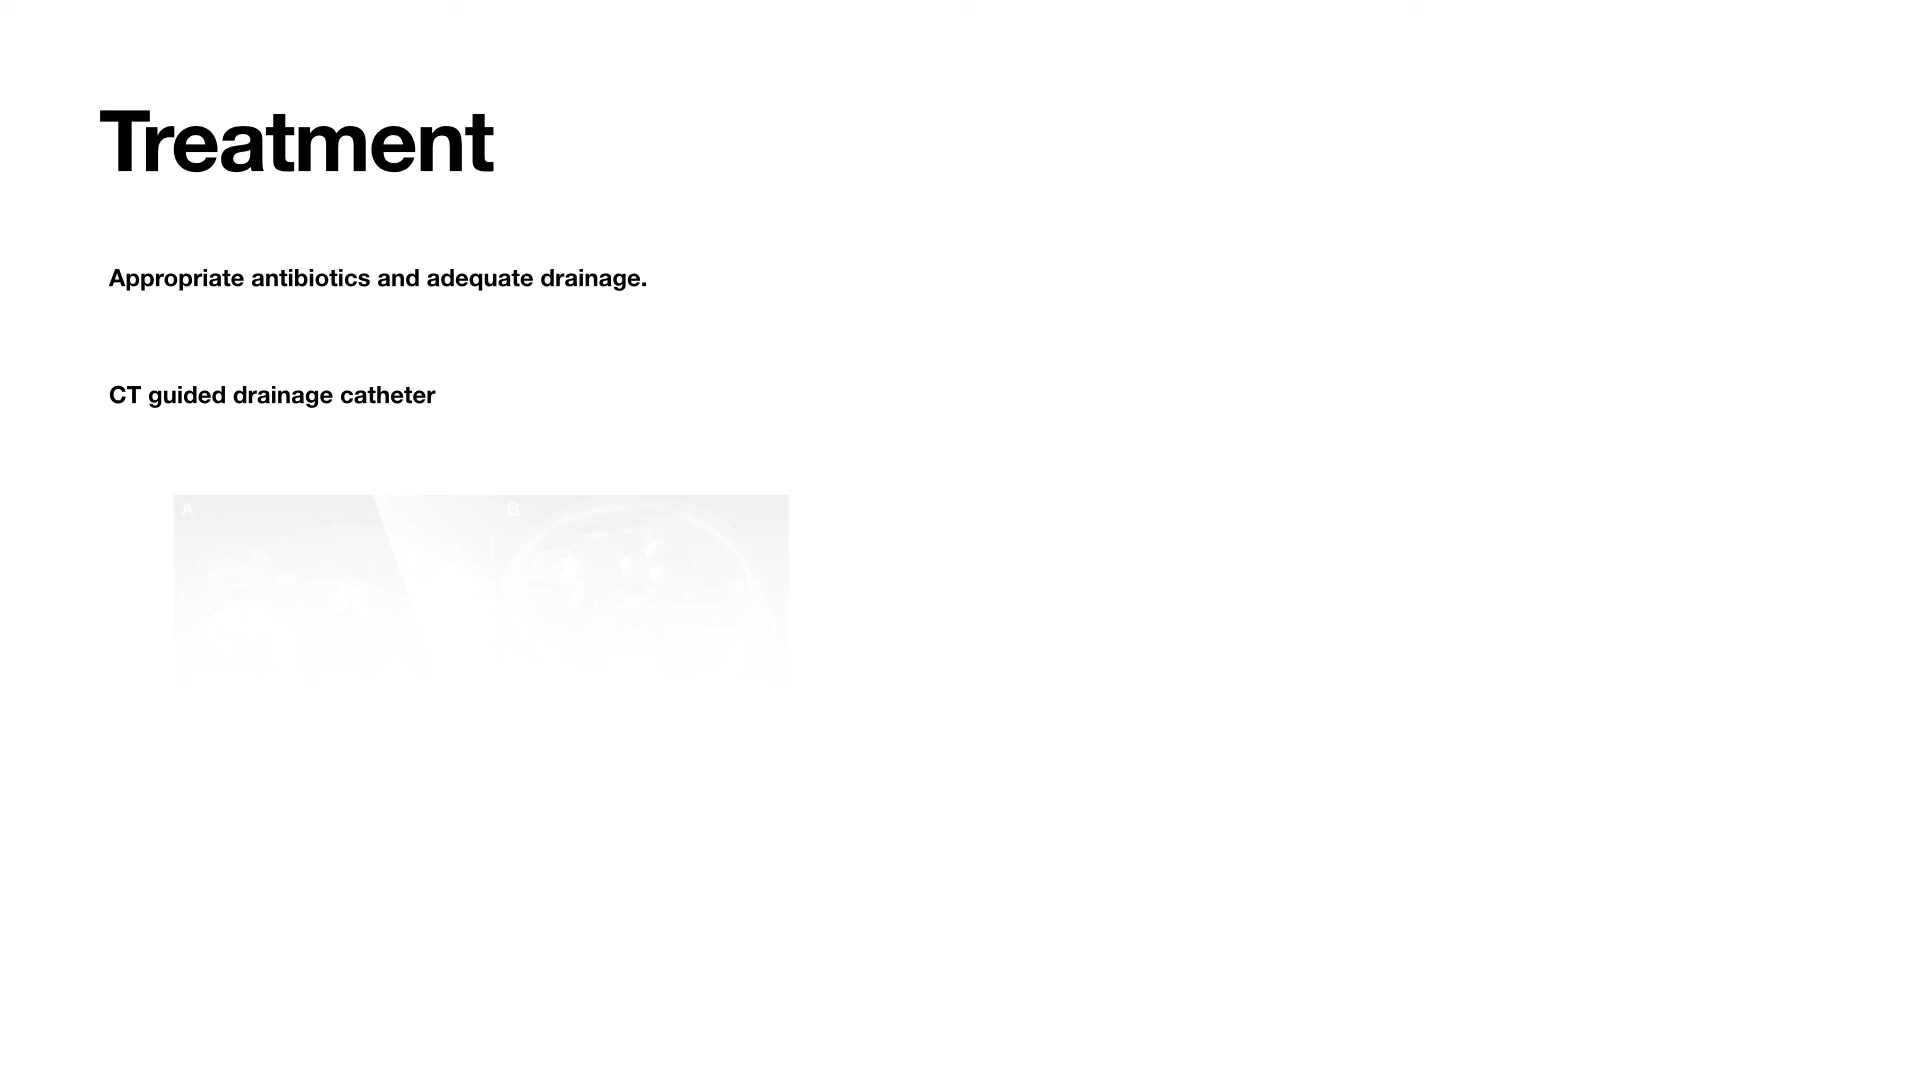 Treatment
Appropriate antibiotics and adequate drainage.
CT guided drainage catheter
A B